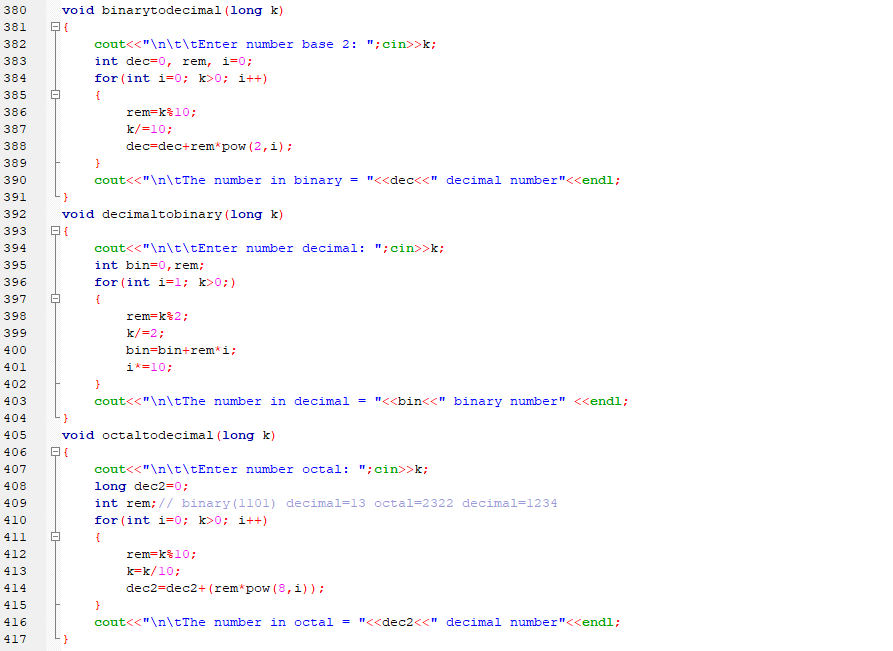 380 void binarytodecimal(long k)
381 {
382 cout<<"\n\t\tEnter number base 2: ";cin>>k;
383 int dec=0, rem, i=0;
384 for(int i=0; k>0; i++)
385 {
386 rem=k%10;
387 k/=10;
388 dec=dec+rem*pow(2,i);
389 }
390 cout<<"\n\tThe number in binary = "<<dec<<" decimal number"<<endl;
391 }
392 void decimaltobinary(long k)
393 {
394 cout<<"\n\t\tEnter number decimal: ";cin>>k;
395 int bin=0,rem;
396 for(int i=1; k>0;)
397 {
398 rem=k%2;
399 k/=2;
400 bin=bin+rem*i;
401 i*=10;
402 }
403 cout<<"\n\tThe number in decimal = "<<bin<<" binary number" <<endl;
404 }
405 void octaltodecimal(long k)
406 {
407 cout<<"\n\t\tEnter number octal: ";cin>>k;
408 long dec2=0;
409 int rem;// binary(1101) decimal=13 octal=2322 decimal=1234
410 for(int i=0; k>0; i++)
411 {
412 rem=k%10;
413 k=k/10;
414 dec2=dec2+(rem*pow(8,i));
415 }
416 cout<<"\n\tThe number in octal = "<<dec2<<" decimal number"<<endl;
417 }